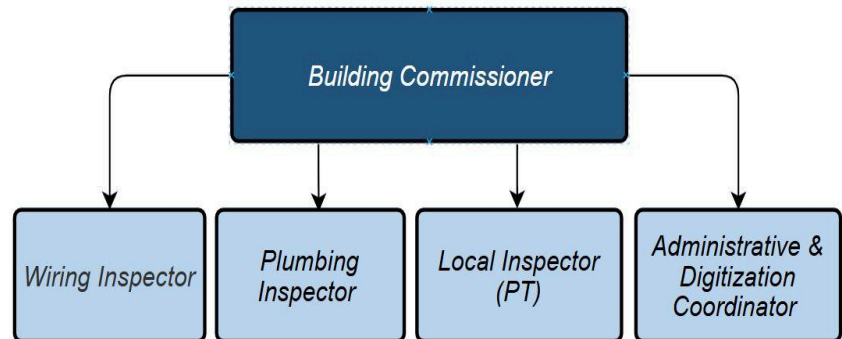 Building Commissioner
Wiring Inspector
Plumbing
Inspector
Local Inspector
(PT)
Administrative &
Digitization
Coordinator